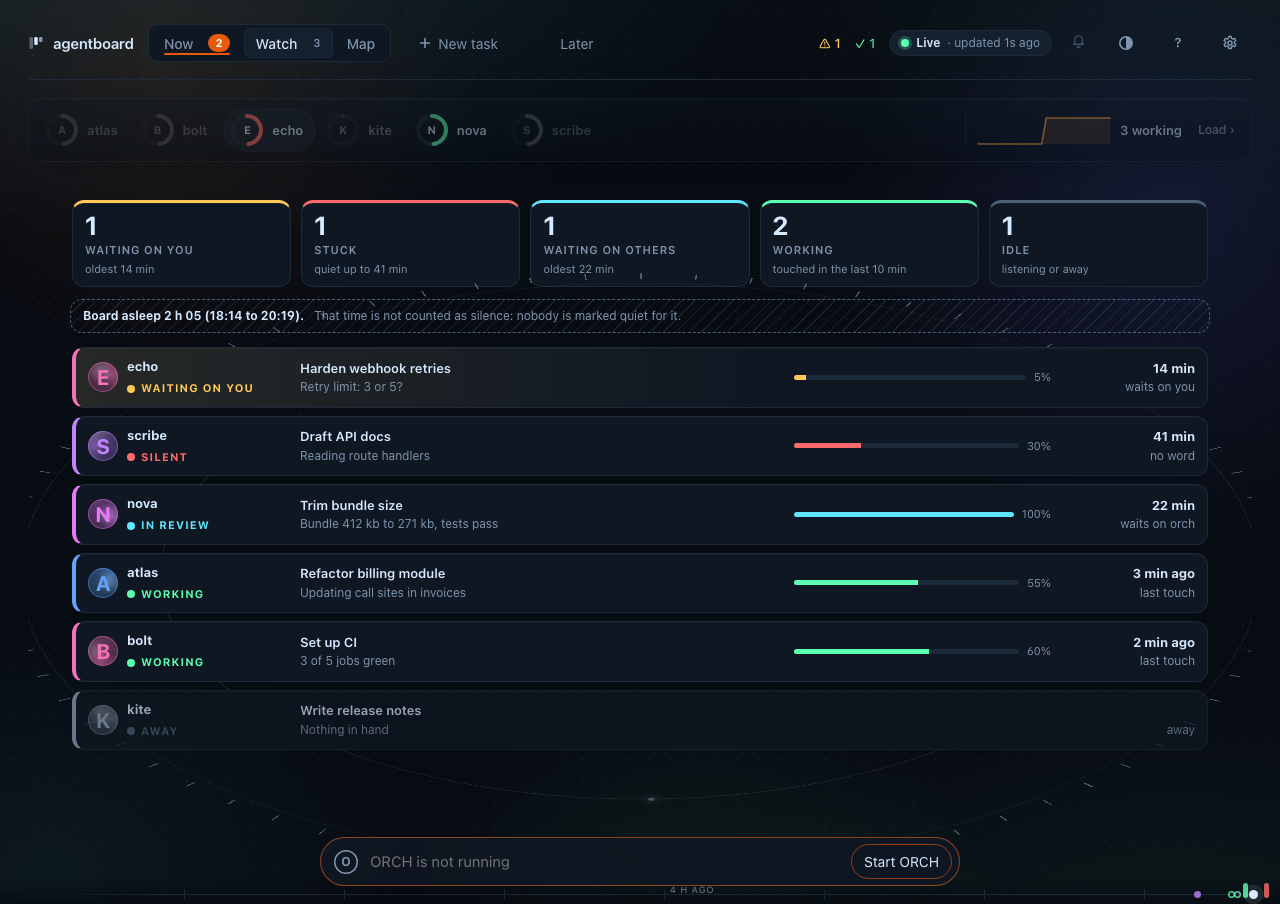 agentboard
Now 2
Watch 3
Map
+ New task
Later
1
1
Live · updated 1s ago
?
A atlas
B bolt
E echo
K kite
N nova
S scribe
3 working
Load ›
1
WAITING ON YOU
oldest 14 min
1
STUCK
quiet up to 41 min
1
WAITING ON OTHERS
oldest 22 min
2
WORKING
touched in the last 10 min
1
IDLE
listening or away
Board asleep 2 h 05 (18:14 to 20:19). That time is not counted as silence: nobody is marked quiet for it.
E
echo
WAITING ON YOU
Harden webhook retries
Retry limit: 3 or 5?
5%
14 min
waits on you
S
scribe
SILENT
Draft API docs
Reading route handlers
30%
41 min
no word
N
nova
IN REVIEW
Trim bundle size
Bundle 412 kb to 271 kb, tests pass
100%
22 min
waits on orch
A
atlas
WORKING
Refactor billing module
Updating call sites in invoices
55%
3 min ago
last touch
B
bolt
WORKING
Set up CI
3 of 5 jobs green
60%
2 min ago
last touch
K
kite
AWAY
Write release notes
Nothing in hand
away
O ORCH is not running
Start ORCH
4 H AGO